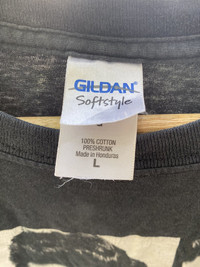 GILDAN
Softstyle
100% COTTON
PRESHRUNK
Made in Honduras
L